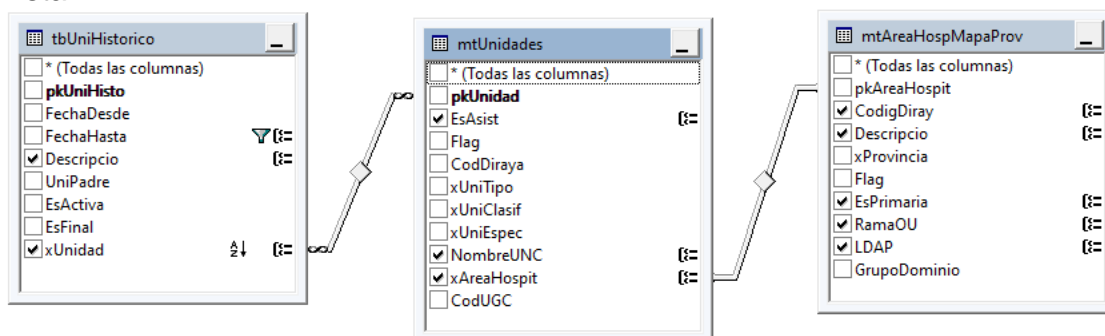 tbUniHistorico
* (Todas las columnas)
pkUniHisto
FechaDesde
FechaHasta
Descripcio
UniPadre
EsActiva
EsFinal
xUnidad
mtUnidades
* (Todas las columnas)
pkUnidad
EsAsist
Flag
CodDiraya
xUniTipo
xUniClasif
xUniEspec
NombreUNC
xAreaHospit
CodUGC
mtAreaHospMapaProv
* (Todas las columnas)
pkAreaHospit
CodigDiray
Descripcio
xProvincia
Flag
EsPrimaria
RamaOU
LDAP
GrupoDominio